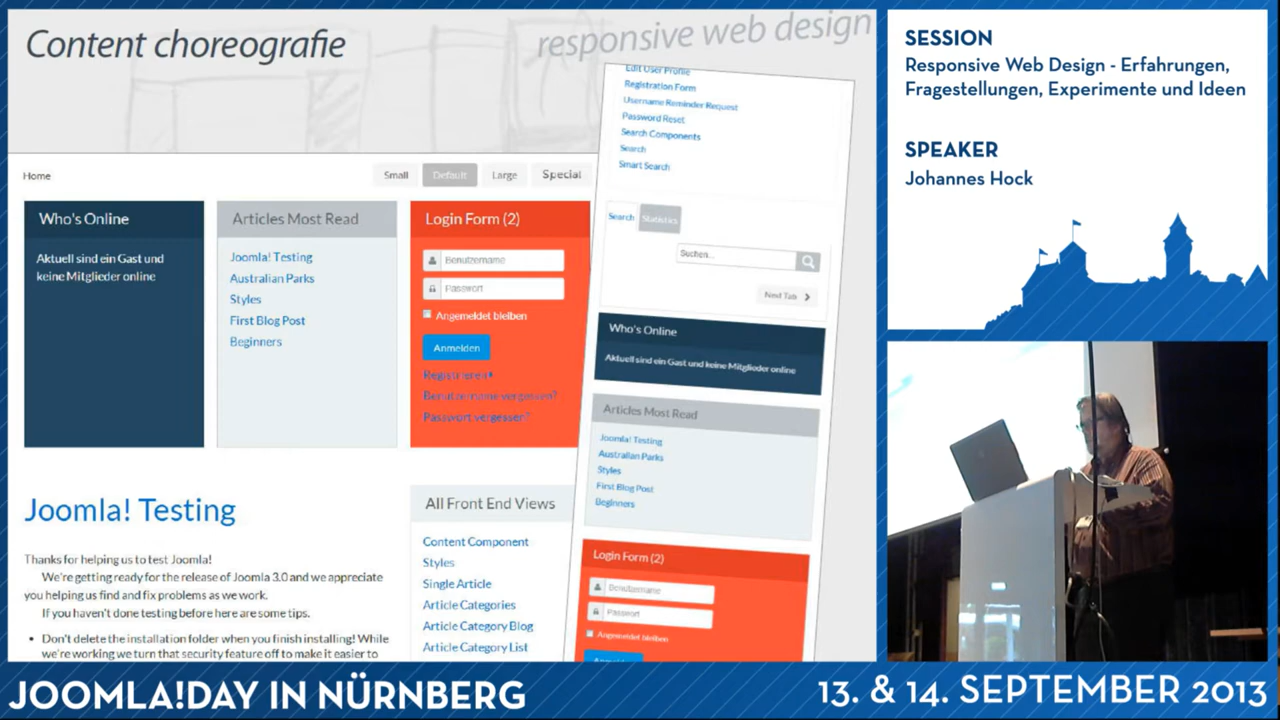 Content choreografie
responsive web design
Home
Small
Default
Large
Special
Who's Online
Aktuell sind ein Gast und
keine Mitglieder online
Articles Most Read
Joomla! Testing
Australian Parks
Styles
First Blog Post
Beginners
Login Form (2)
Benutzername
Passwort
Angemeldet bleiben
Anmelden
Registrieren
Benutzername vergessen?
Passwort vergessen?
Joomla! Testing
Thanks for helping us to test Joomla!
We're getting ready for the release of Joomla 3.0 and we appreciate
you helping us find and fix problems as we work.
If you haven't done testing before here are some tips.
• Don't delete the installation folder when you finish installing! While
we're working we turn that security feature off to make it easier to
All Front End Views
Content Component
Styles
Single Article
Article Categories
Article Category Blog
Article Category List
Edit User Profile
Registration Form
Username Reminder Request
Password Reset
Search Components
Search
Smart Search
Search
Statistics
Suchen...
Next Tab
Who's Online
Aktuell sind ein Gast und keine Mitglieder online
Articles Most Read
Joomla! Testing
Australian Parks
Styles
First Blog Post
Beginners
Login Form (2)
Benutzername
Passwort
Angemeldet bleiben
SESSION
Responsive Web Design - Erfahrungen,
Fragestellungen, Experimente und Ideen
SPEAKER
Johannes Hock
JOOMLA!DAY IN NÜRNBERG
13. & 14. SEPTEMBER 2013